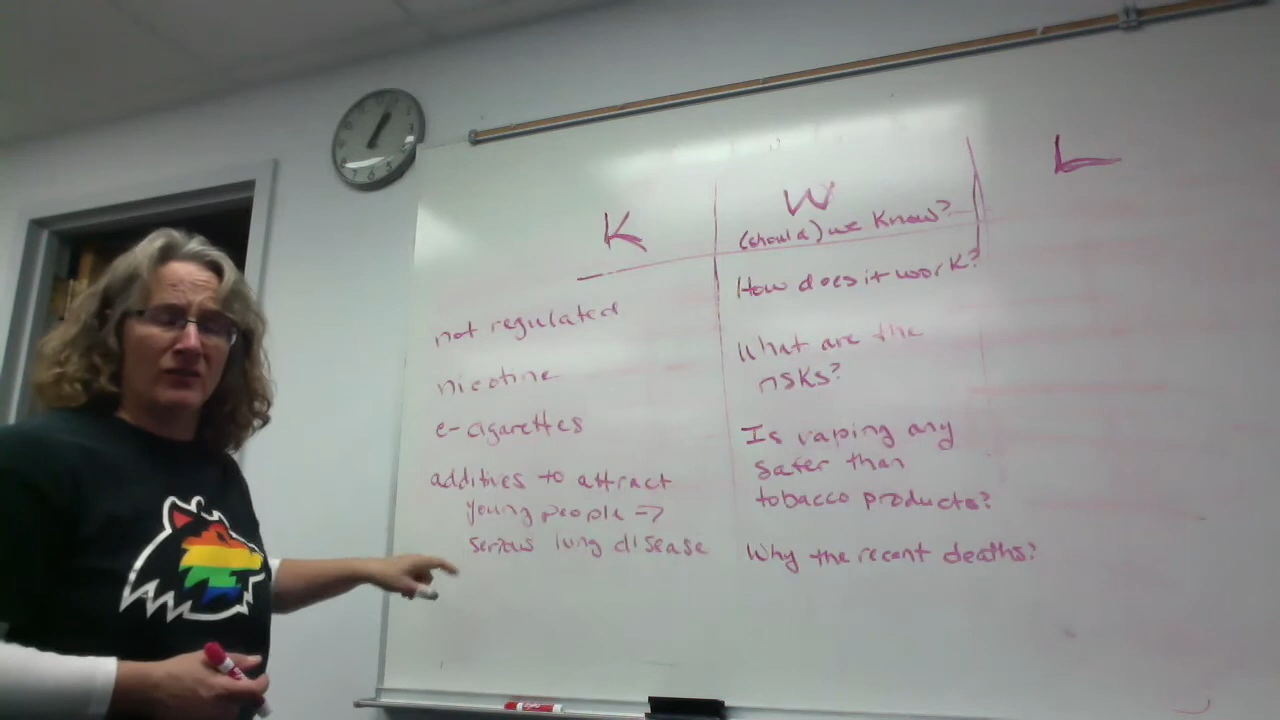 K
W
L
(should) we know?
not regulated
nicotine
e-cigarettes
additives to attract
young people =>
serious lung disease
How does it work?
What are the
risks?
Is vaping any
safer than
tobacco products?
Why the recent deaths?